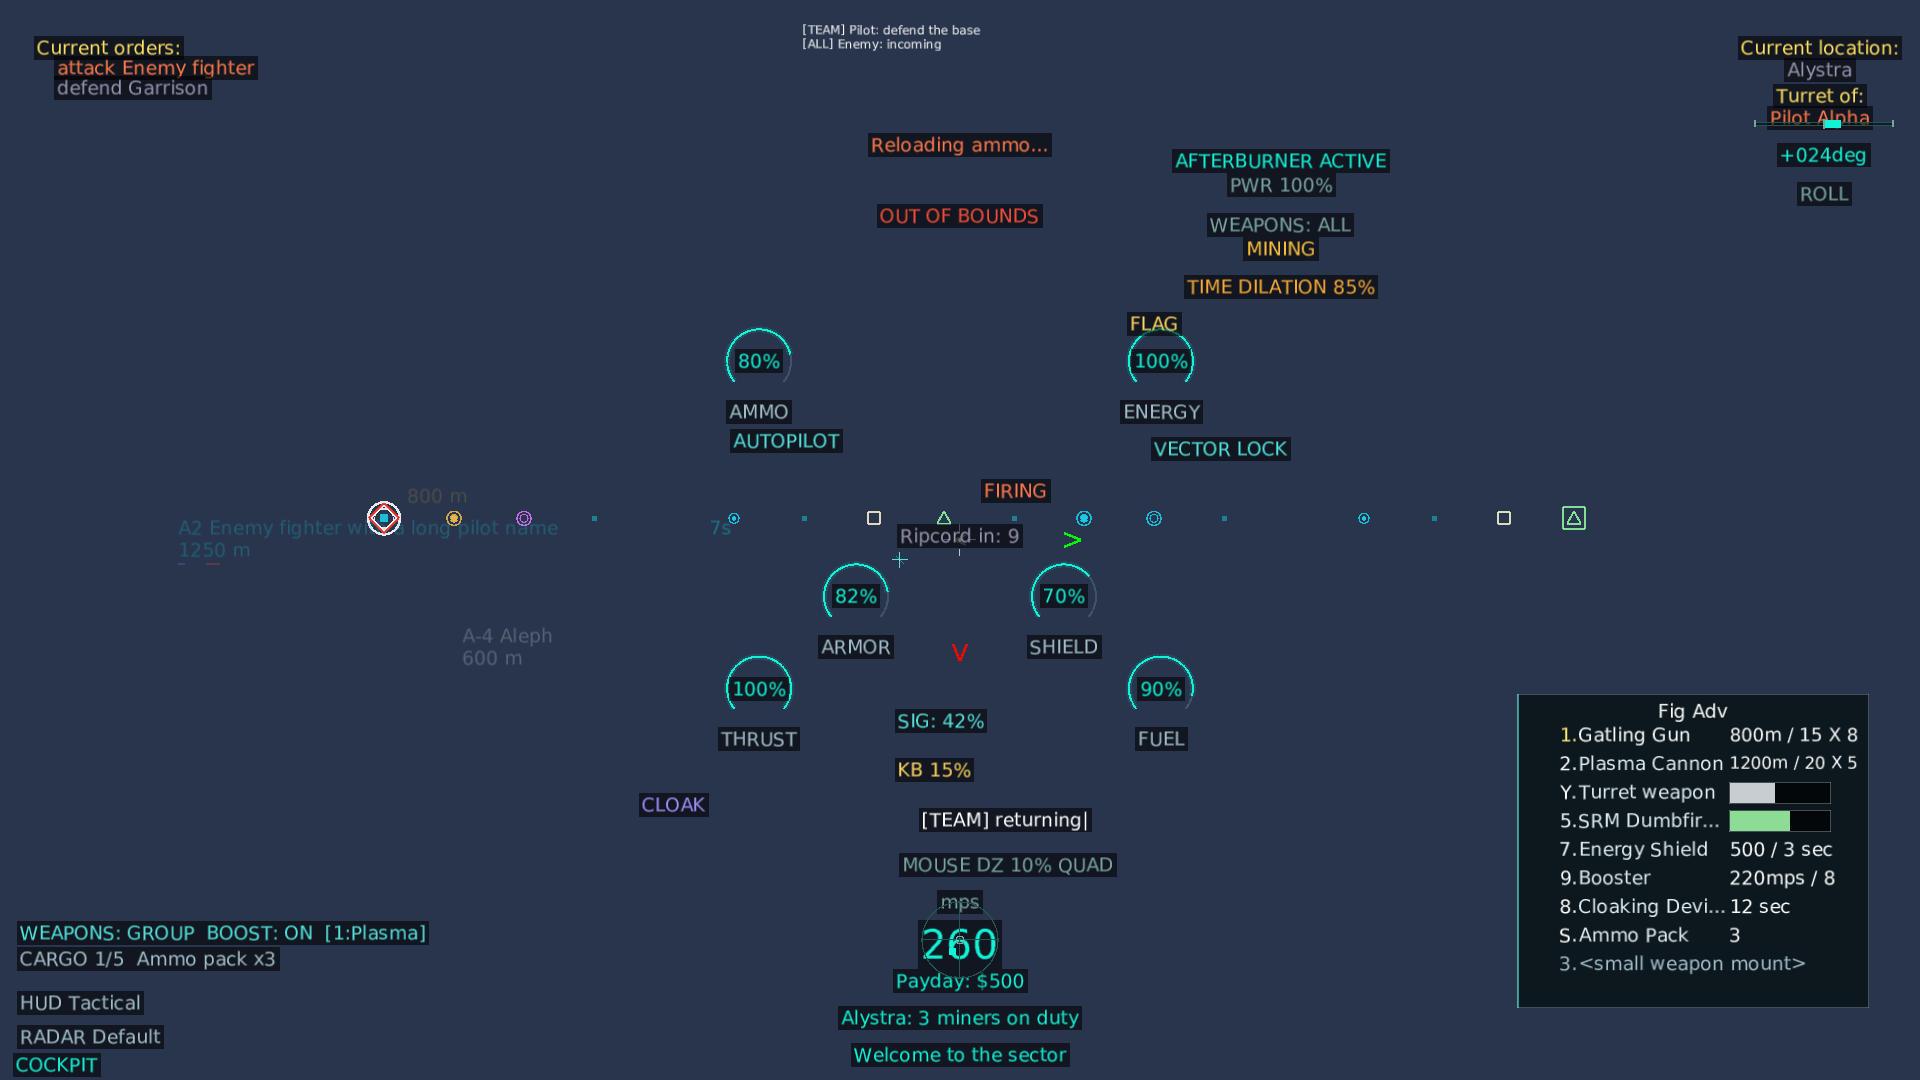 [TEAM] Pilot: defend the base
[ALL] Enemy: incoming
Current orders:
attack Enemy fighter
defend Garrison
Current location:
Alystra
Turret of:
Pilot Alpha
+024deg
ROLL
Reloading ammo...
OUT OF BOUNDS
AFTERBURNER ACTIVE
PWR 100%
WEAPONS: ALL
MINING
TIME DILATION 85%
FLAG
80%
AMMO
AUTOPILOT
100%
ENERGY
VECTOR LOCK
FIRING
800 m
A2 Enemy fighter with a long pilot name
1250 m
7s
Ripcord in: 9
>
A-4 Aleph
600 m
82%
ARMOR
70%
SHIELD
V
100%
THRUST
90%
FUEL
SIG: 42%
KB 15%
CLOAK
[TEAM] returning|
MOUSE DZ 10% QUAD
mps
260
Payday: $500
Alystra: 3 miners on duty
Welcome to the sector
Fig Adv
1.Gatling Gun 800m / 15 X 8
2.Plasma Cannon 1200m / 20 X 5
Y.Turret weapon
5.SRM Dumbfir...
7.Energy Shield 500 / 3 sec
9.Booster 220mps / 8
8.Cloaking Devi... 12 sec
S.Ammo Pack 3
3.<small weapon mount>
WEAPONS: GROUP BOOST: ON [1:Plasma]
CARGO 1/5 Ammo pack x3
HUD Tactical
RADAR Default
COCKPIT